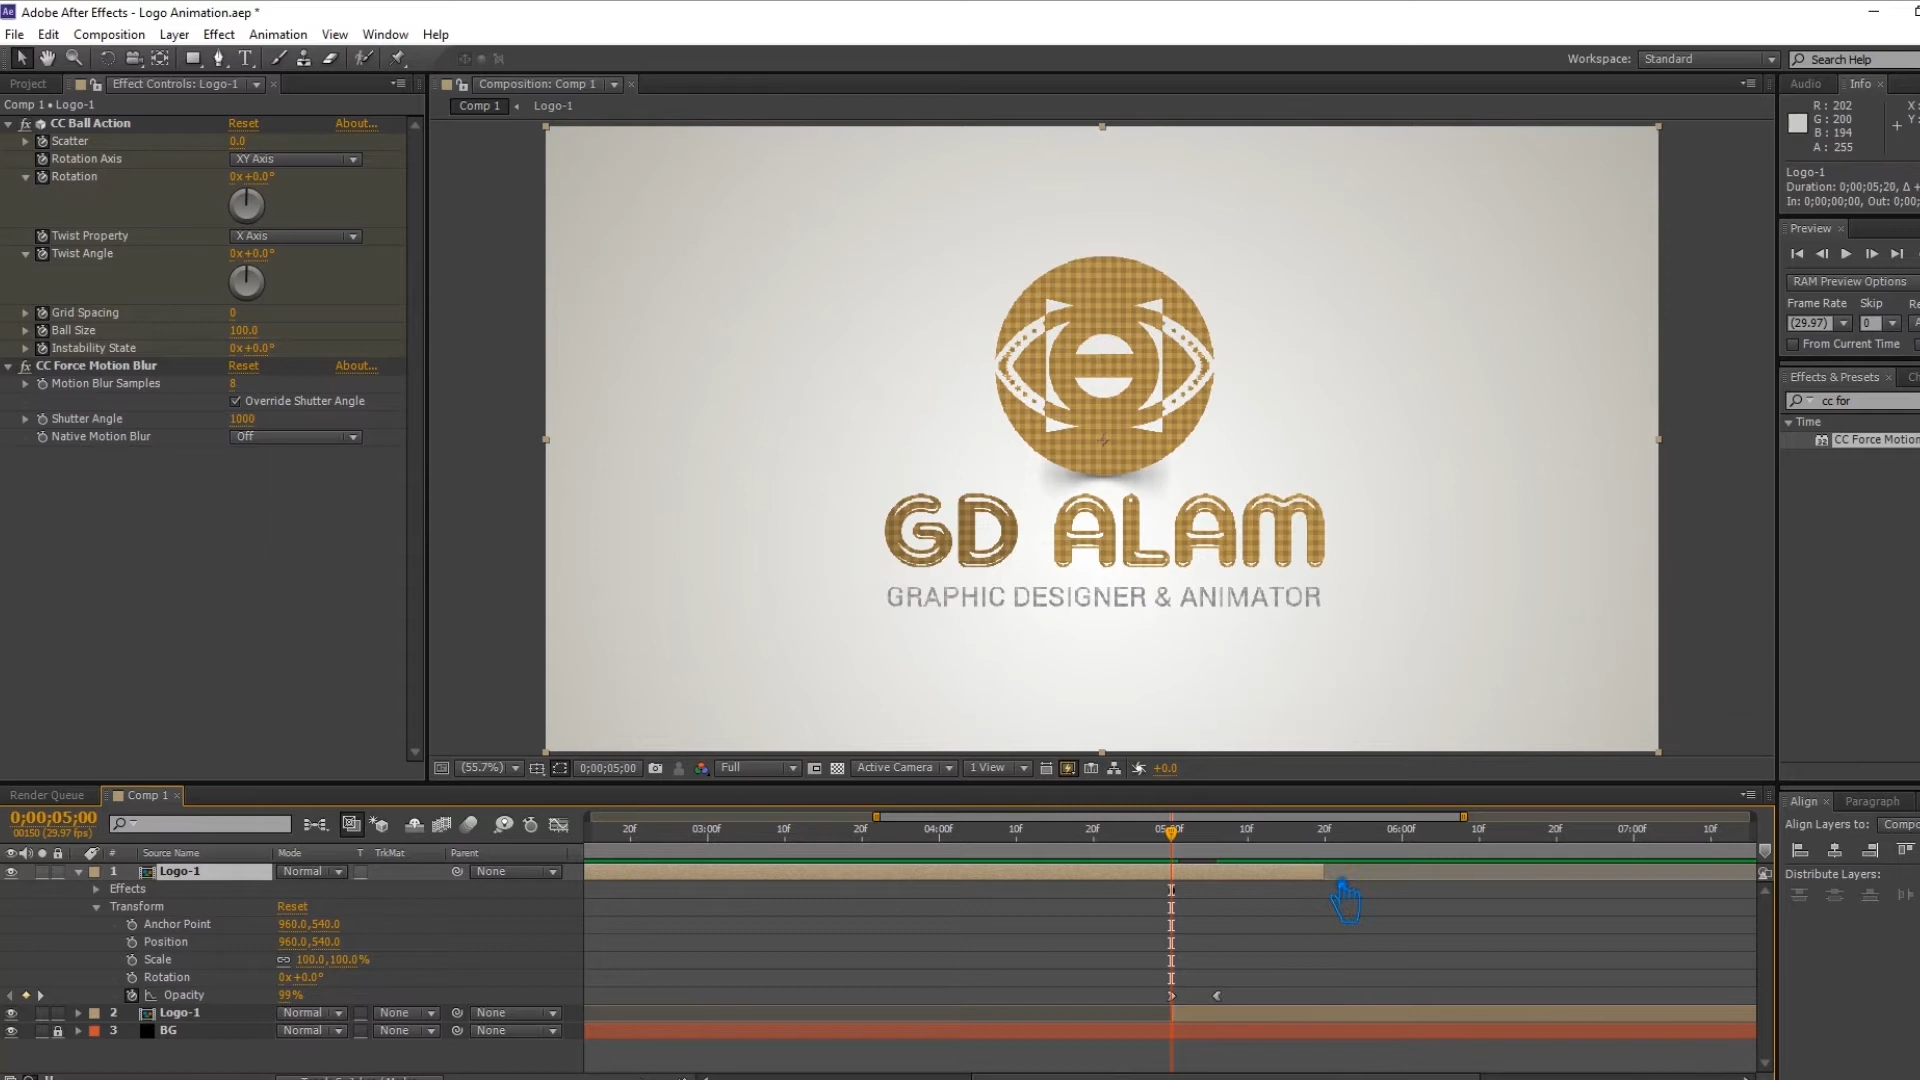 Ae Adobe After Effects - Logo Animation.aep *
File Edit Composition Layer Effect Animation View Window Help
Workspace: Standard Search Help
Project Effect Controls: Logo-1
Composition: Comp 1
Audio Info
Comp 1 • Logo-1
Comp 1 Logo-1
R: 202
G: 200
B: 194
A: 255
X:
Y:
fx CC Ball Action Reset About...
Scatter 0.0
Rotation Axis XY Axis
Rotation 0x+0.0°
Twist Property X Axis
Twist Angle 0x+0.0°
Grid Spacing 0
Ball Size 100.0
Instability State 0x+0.0°
fx CC Force Motion Blur Reset About...
Motion Blur Samples 8
Override Shutter Angle
Shutter Angle 1000
Native Motion Blur Off
GD ALAM
GRAPHIC DESIGNER & ANIMATOR
Logo-1
Duration: 0;00;05;20, Δ +
In: 0;00;00;00, Out: 0;00;
Preview
RAM Preview Options
Frame Rate Skip Re
(29.97) 0
From Current Time
Effects & Presets Ch
cc for
Time
CC Force Motion
(55.7%) 0;00;05;00 Full Active Camera 1 View +0.0
Render Queue Comp 1
0;00;05;00
00150 (29.97 fps)
20f 03:00f 10f 20f 04:00f 10f 20f 10f 20f 06:00f 10f 20f 07:00f 10f
# Source Name Mode T TrkMat Parent
1 Logo-1 Normal None
Effects
Transform Reset
Anchor Point 960.0,540.0
Position 960.0,540.0
Scale 100.0,100.0%
Rotation 0x+0.0°
Opacity 99%
2 Logo-1 Normal None None
3 BG Normal None None
Align Paragraph
Align Layers to: Compo
Distribute Layers: